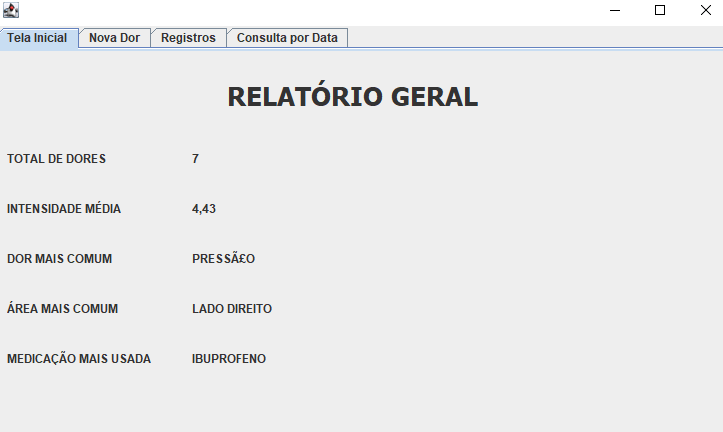 Tela Inicial Nova Dor Registros Consulta por Data
RELATÓRIO GERAL
TOTAL DE DORES 7
INTENSIDADE MÉDIA 4,43
DOR MAIS COMUM PRESSÃ£O
ÁREA MAIS COMUM LADO DIREITO
MEDICAÇÃO MAIS USADA IBUPROFENO